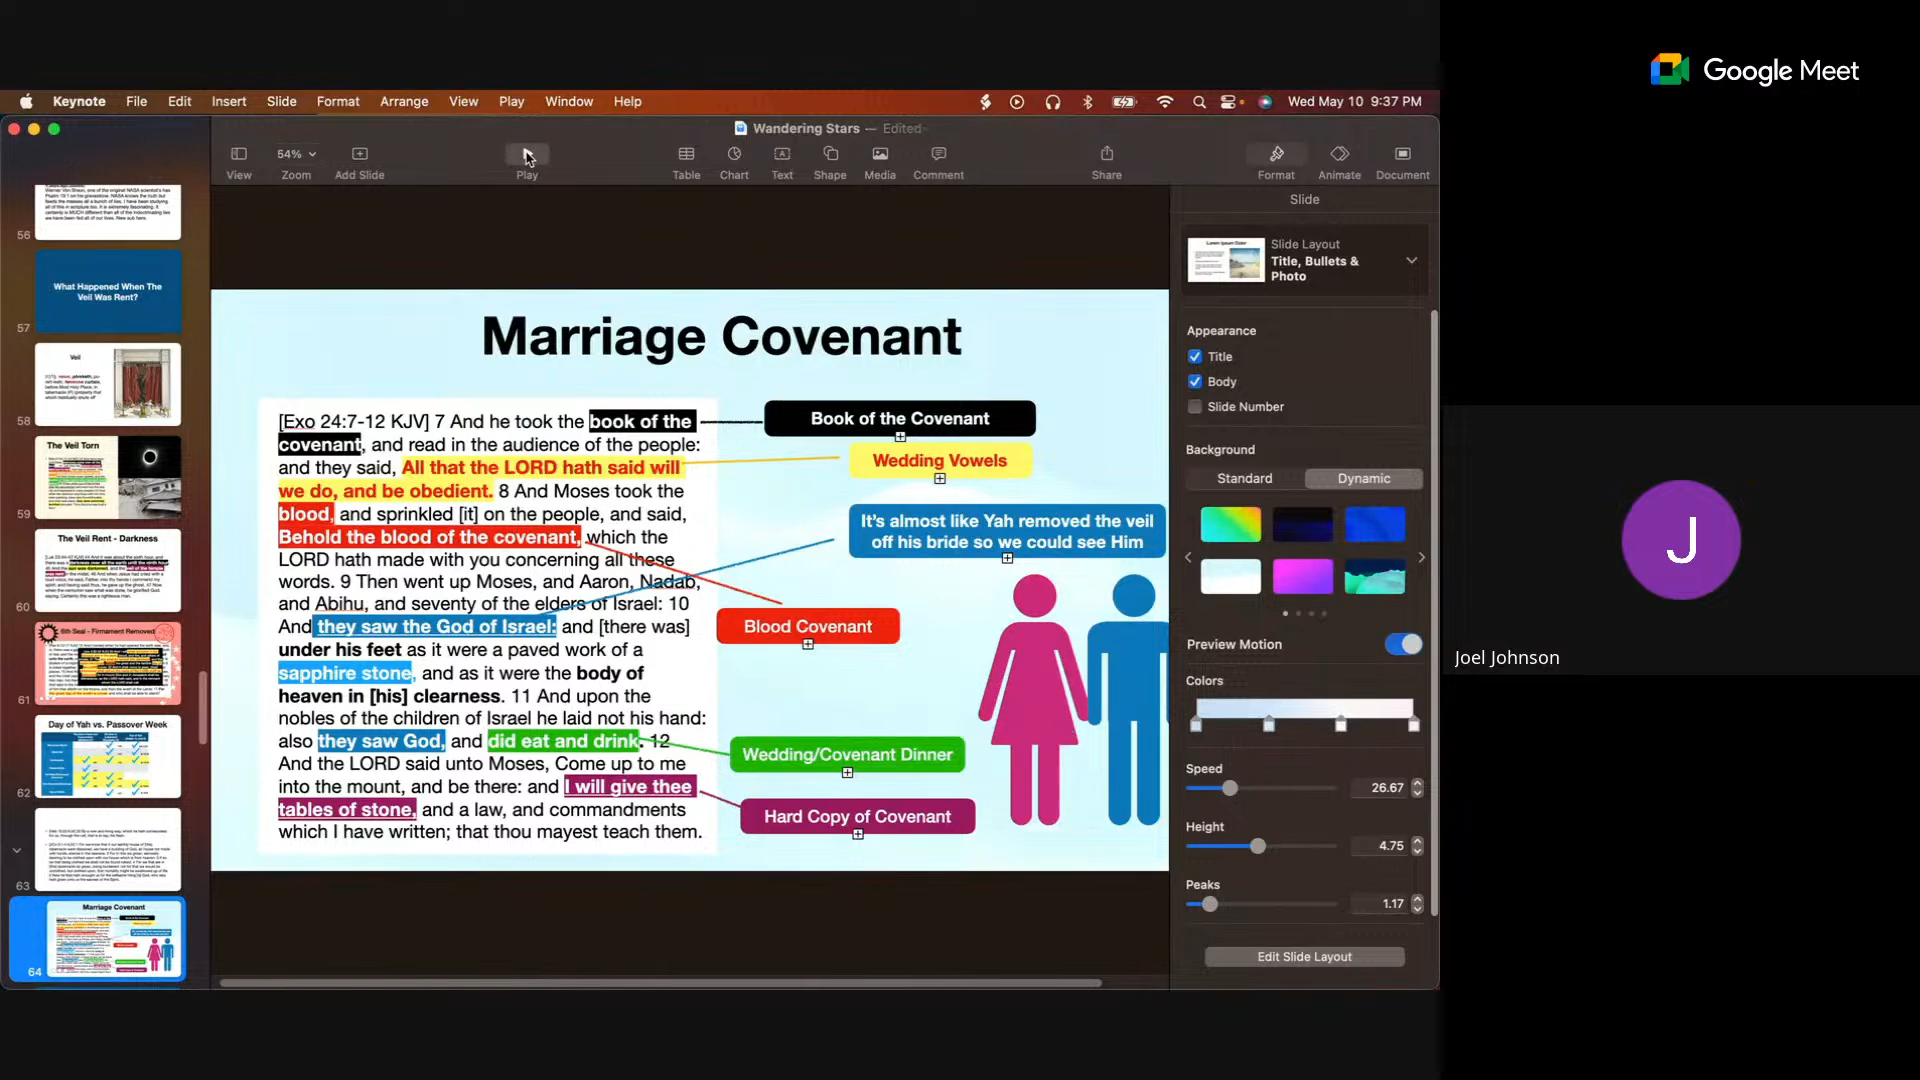 Google Meet
Keynote File Edit Insert Slide Format Arrange View Play Window Help
Wed May 10 9:37 PM
Wandering Stars — Edited
View
54%
Zoom
Add Slide
Play
Table
Chart
Text
Shape
Media
Comment
Share
Format
Animate
Document
56
What Happened When The
Veil Was Rent?
57
Veil
58
The Veil Torn
59
The Veil Rent - Darkness
60
6th Seal - Firmament Removed
61
Day of Yah vs. Passover Week
62
63
Marriage Covenant
64
Marriage Covenant
[Exo 24:7-12 KJV] 7 And he took the book of the
covenant, and read in the audience of the people:
and they said, All that the LORD hath said will
we do, and be obedient. 8 And Moses took the
blood, and sprinkled [it] on the people, and said,
Behold the blood of the covenant, which the
LORD hath made with you concerning all these
words. 9 Then went up Moses, and Aaron, Nadab,
and Abihu, and seventy of the elders of Israel: 10
And they saw the God of Israel: and [there was]
under his feet as it were a paved work of a
sapphire stone, and as it were the body of
heaven in [his] clearness. 11 And upon the
nobles of the children of Israel he laid not his hand:
also they saw God, and did eat and drink. 12
And the LORD said unto Moses, Come up to me
into the mount, and be there: and I will give thee
tables of stone, and a law, and commandments
which I have written; that thou mayest teach them.
Book of the Covenant
Wedding Vowels
It's almost like Yah removed the veil
off his bride so we could see Him
Blood Covenant
Wedding/Covenant Dinner
Hard Copy of Covenant
Slide
Slide Layout
Title, Bullets &
Photo
Appearance
Title
Body
Slide Number
Background
Standard
Dynamic
Preview Motion
Colors
Speed
26.67
Height
4.75
Peaks
1.17
Edit Slide Layout
J
Joel Johnson